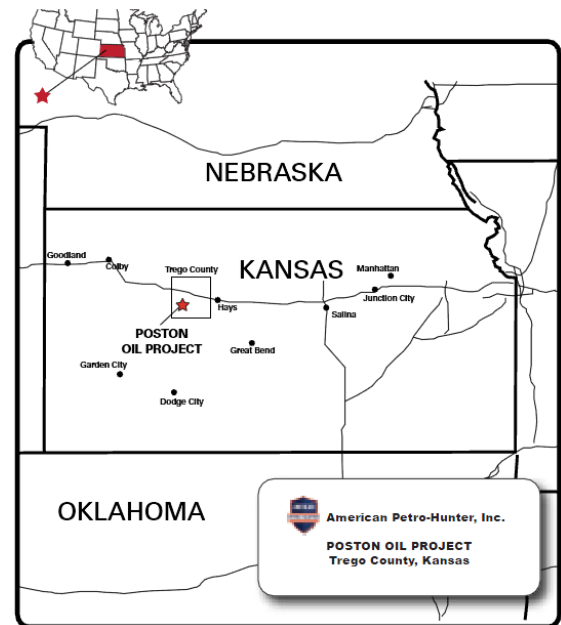 NEBRASKA
Goodland
Colby
Trego County
KANSAS
Manhattan
Junction City
Hays
Salina
POSTON
OIL PROJECT
Great Bend
Garden City
Dodge City
OKLAHOMA
American Petro-Hunter, Inc.
POSTON OIL PROJECT
Trego County, Kansas